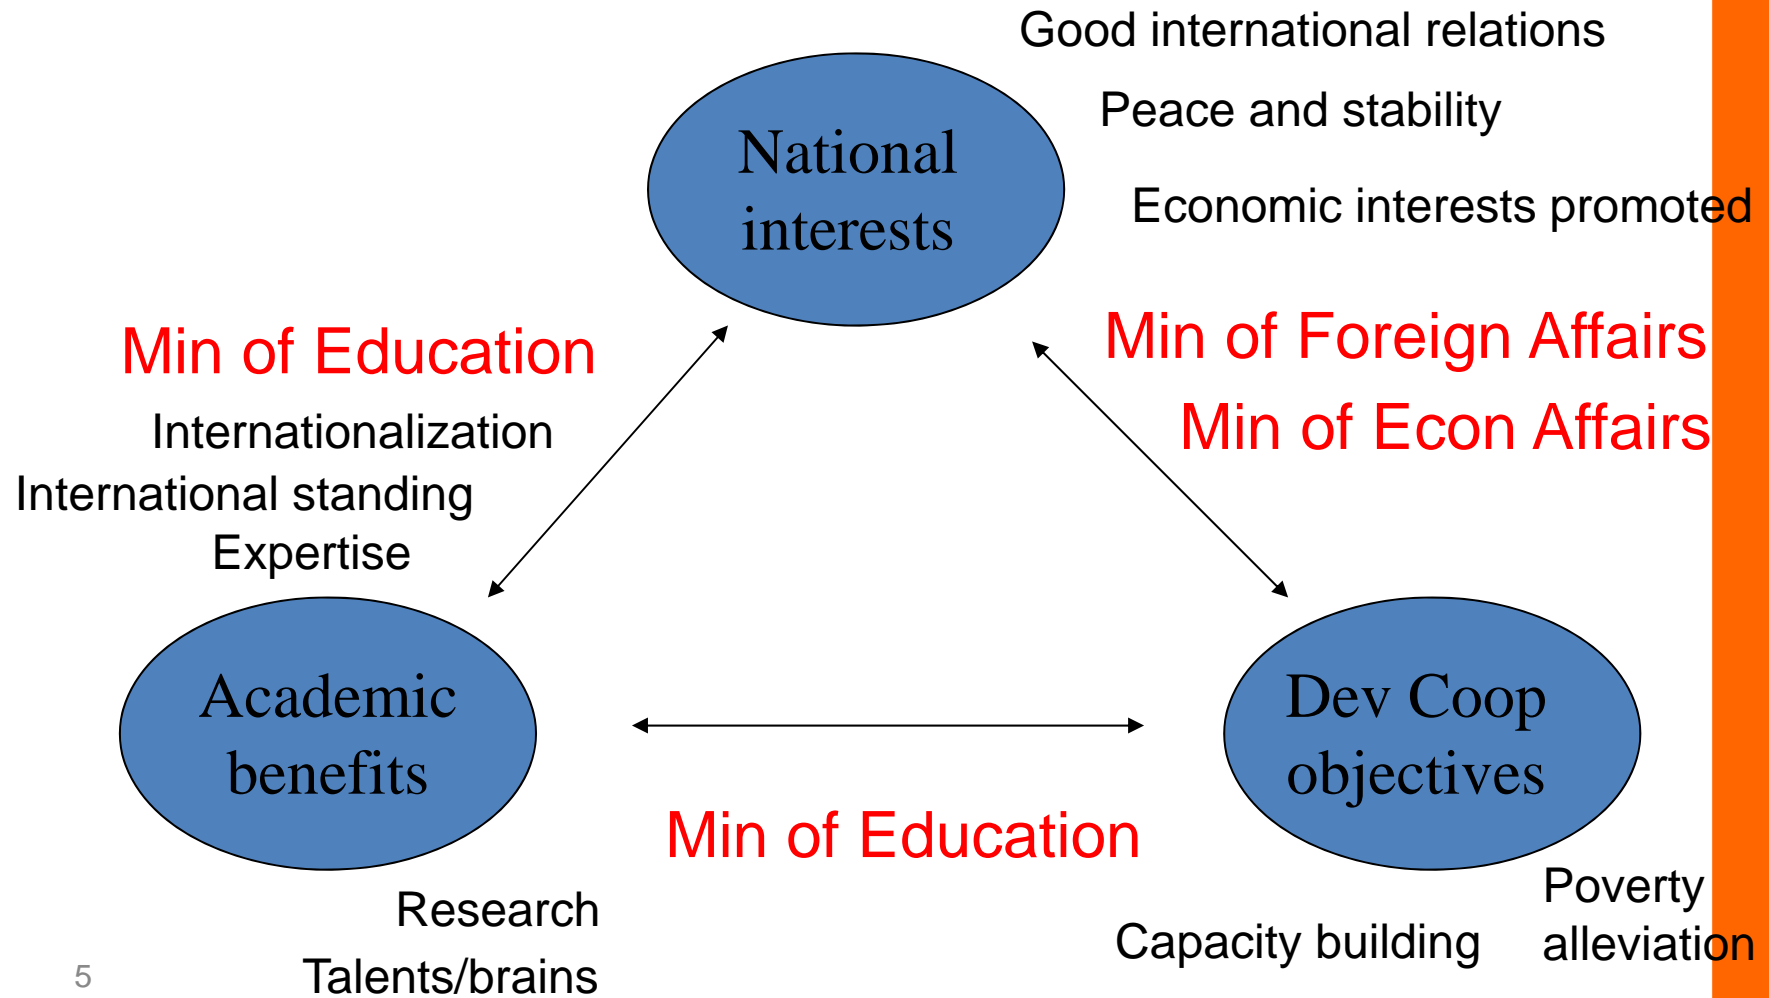 Good international relations
Peace and stability
National
interests
Economic interests promoted
Min of Foreign Affairs
Min of Econ Affairs
Min of Education
Internationalization
International standing
Expertise
Academic
benefits
Dev Coop
objectives
Min of Education
Research
Talents/brains
Capacity building
Poverty
alleviation
5